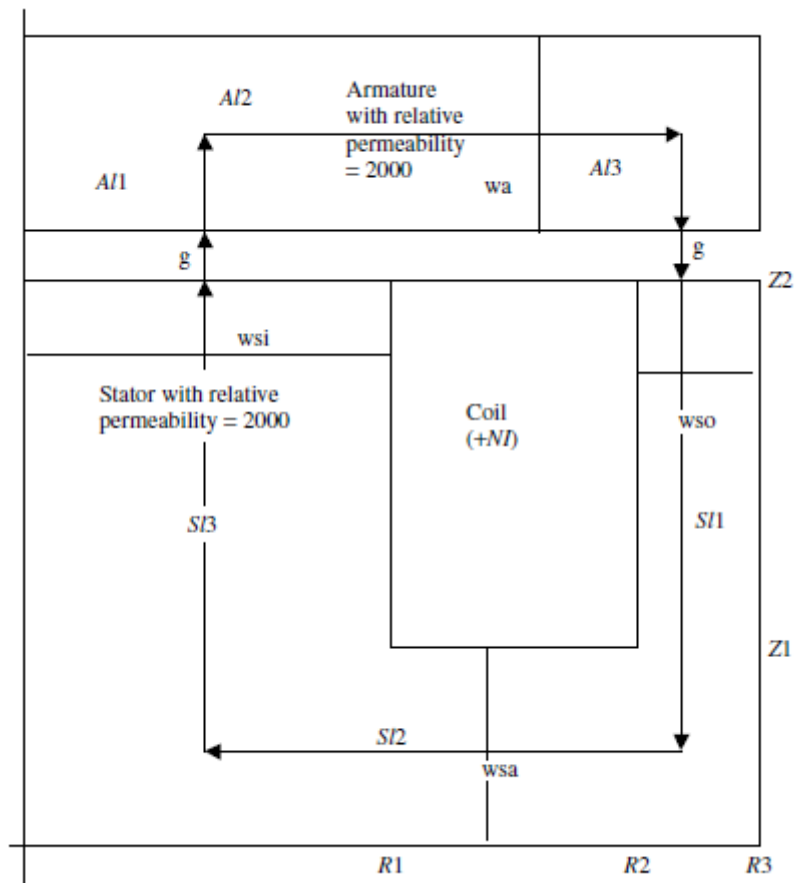 Al2
Armature
with relative
permeability
= 2000
Al1
wa
Al3
g
g
Z2
wsi
Stator with relative
permeability = 2000
Coil
(+NI)
wso
Sl3
Sl1
Z1
Sl2
wsa
R1
R2
R3